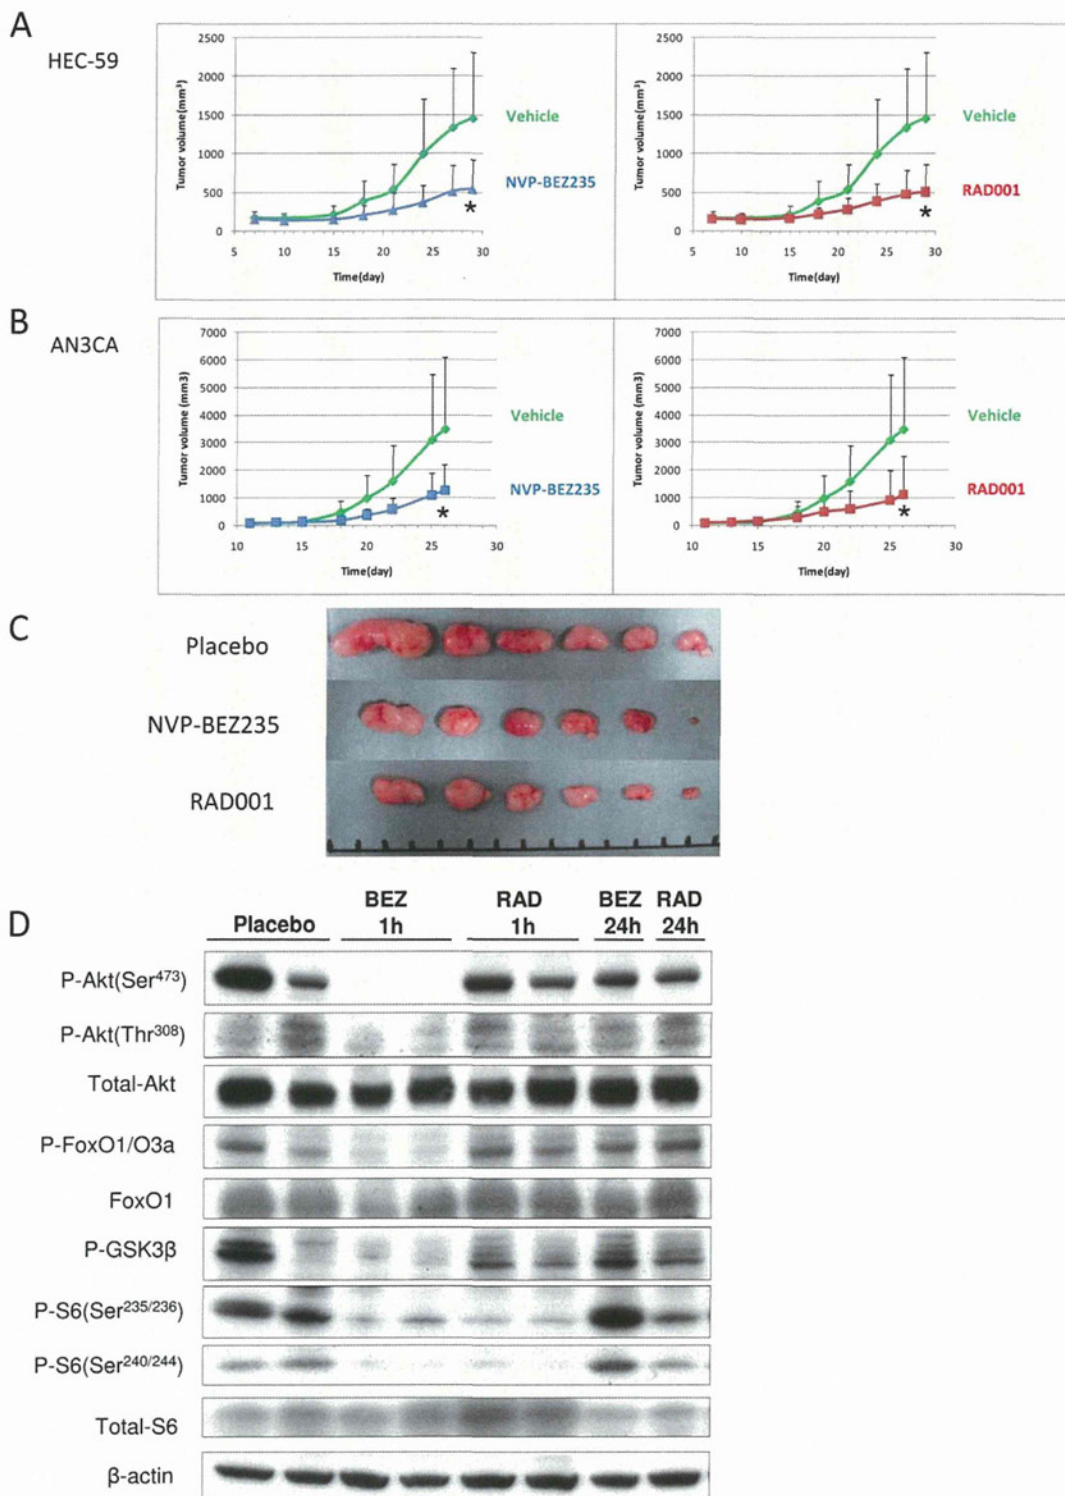 A
HEC-59
Tumor volume(mm³)
2500
2000
1500
1000
500
0
5 10 15 20 25 30
Time(day)
Vehicle
NVP-BEZ235
*
Tumor volume(mm³)
2500
2000
1500
1000
500
0
5 10 15 20 25 30
Time(day)
Vehicle
RAD001
*
B
AN3CA
Tumor volume (mm3)
7000
6000
5000
4000
3000
2000
1000
0
11 15 20 25 30
Time(day)
Vehicle
NVP-BEZ235
*
Tumor volume (mm3)
7000
6000
5000
4000
3000
2000
1000
0
10 15 20 25 30
Time(day)
Vehicle
RAD001
*
C
Placebo
NVP-BEZ235
RAD001
D
Placebo
BEZ
1h
RAD
1h
BEZ
24h
RAD
24h
P-Akt(Ser⁴⁷³)
P-Akt(Thr³⁰⁸)
Total-Akt
P-FoxO1/O3a
FoxO1
P-GSK3β
P-S6(Ser²³⁵/²³⁶)
P-S6(Ser²⁴⁰/²⁴⁴)
Total-S6
β-actin